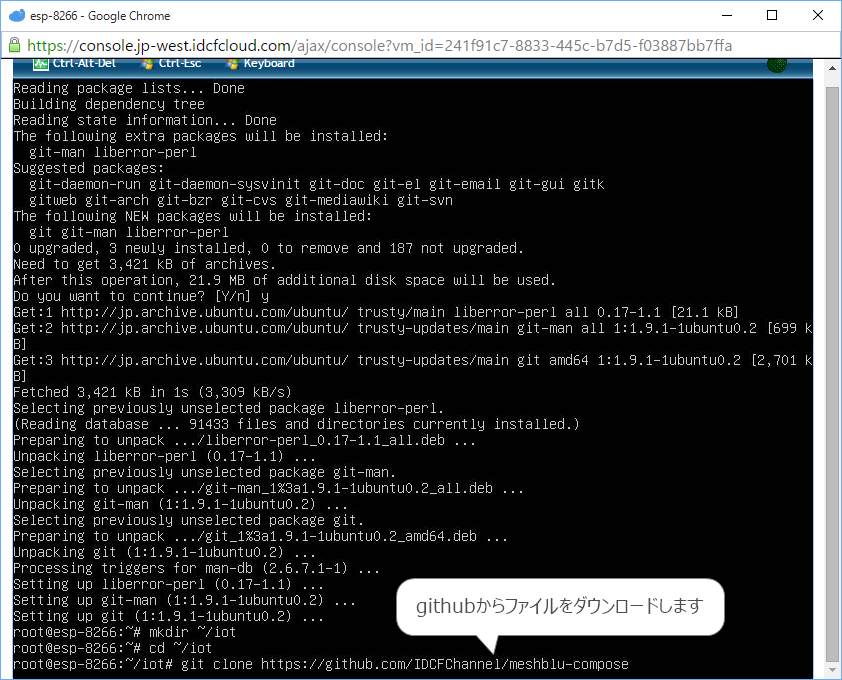 esp-8266 - Google Chrome
https://console.jp-west.idcfcloud.com/ajax/console?vm_id=241f91c7-8833-445c-b7d5-f03887bb7ffa
Ctrl-Alt-Del Ctrl-Esc Keyboard
Reading package lists... Done
Building dependency tree
Reading state information... Done
The following extra packages will be installed:
  git-man liberror-perl
Suggested packages:
  git-daemon-run git-daemon-sysvinit git-doc git-el git-email git-gui gitk
  gitweb git-arch git-bzr git-cvs git-mediawiki git-svn
The following NEW packages will be installed:
  git git-man liberror-perl
0 upgraded, 3 newly installed, 0 to remove and 187 not upgraded.
Need to get 3,421 kB of archives.
After this operation, 21.9 MB of additional disk space will be used.
Do you want to continue? [Y/n] y
Get:1 http://jp.archive.ubuntu.com/ubuntu/ trusty/main liberror-perl all 0.17-1.1 [21.1 kB]
Get:2 http://jp.archive.ubuntu.com/ubuntu/ trusty-updates/main git-man all 1:1.9.1-1ubuntu0.2 [699 k
B]
Get:3 http://jp.archive.ubuntu.com/ubuntu/ trusty-updates/main git amd64 1:1.9.1-1ubuntu0.2 [2,701 k
B]
Fetched 3,421 kB in 1s (3,309 kB/s)
Selecting previously unselected package liberror-perl.
(Reading database ... 91433 files and directories currently installed.)
Preparing to unpack .../liberror-perl_0.17-1.1_all.deb ...
Unpacking liberror-perl (0.17-1.1) ...
Selecting previously unselected package git-man.
Preparing to unpack .../git-man_1%3a1.9.1-1ubuntu0.2_all.deb ...
Unpacking git-man (1:1.9.1-1ubuntu0.2) ...
Selecting previously unselected package git.
Preparing to unpack .../git_1%3a1.9.1-1ubuntu0.2_amd64.deb ...
Unpacking git (1:1.9.1-1ubuntu0.2) ...
Processing triggers for man-db (2.6.7.1-1) ...
Setting up liberror-perl (0.17-1.1) ...
Setting up git-man (1:1.9.1-1ubuntu0.2) ...
Setting up git (1:1.9.1-1ubuntu0.2) ...
githubからファイルをダウンロードします
root@esp-8266:~# mkdir ~/iot
root@esp-8266:~# cd ~/iot
root@esp-8266:~/iot# git clone https://github.com/IDCFChannel/meshblu-compose